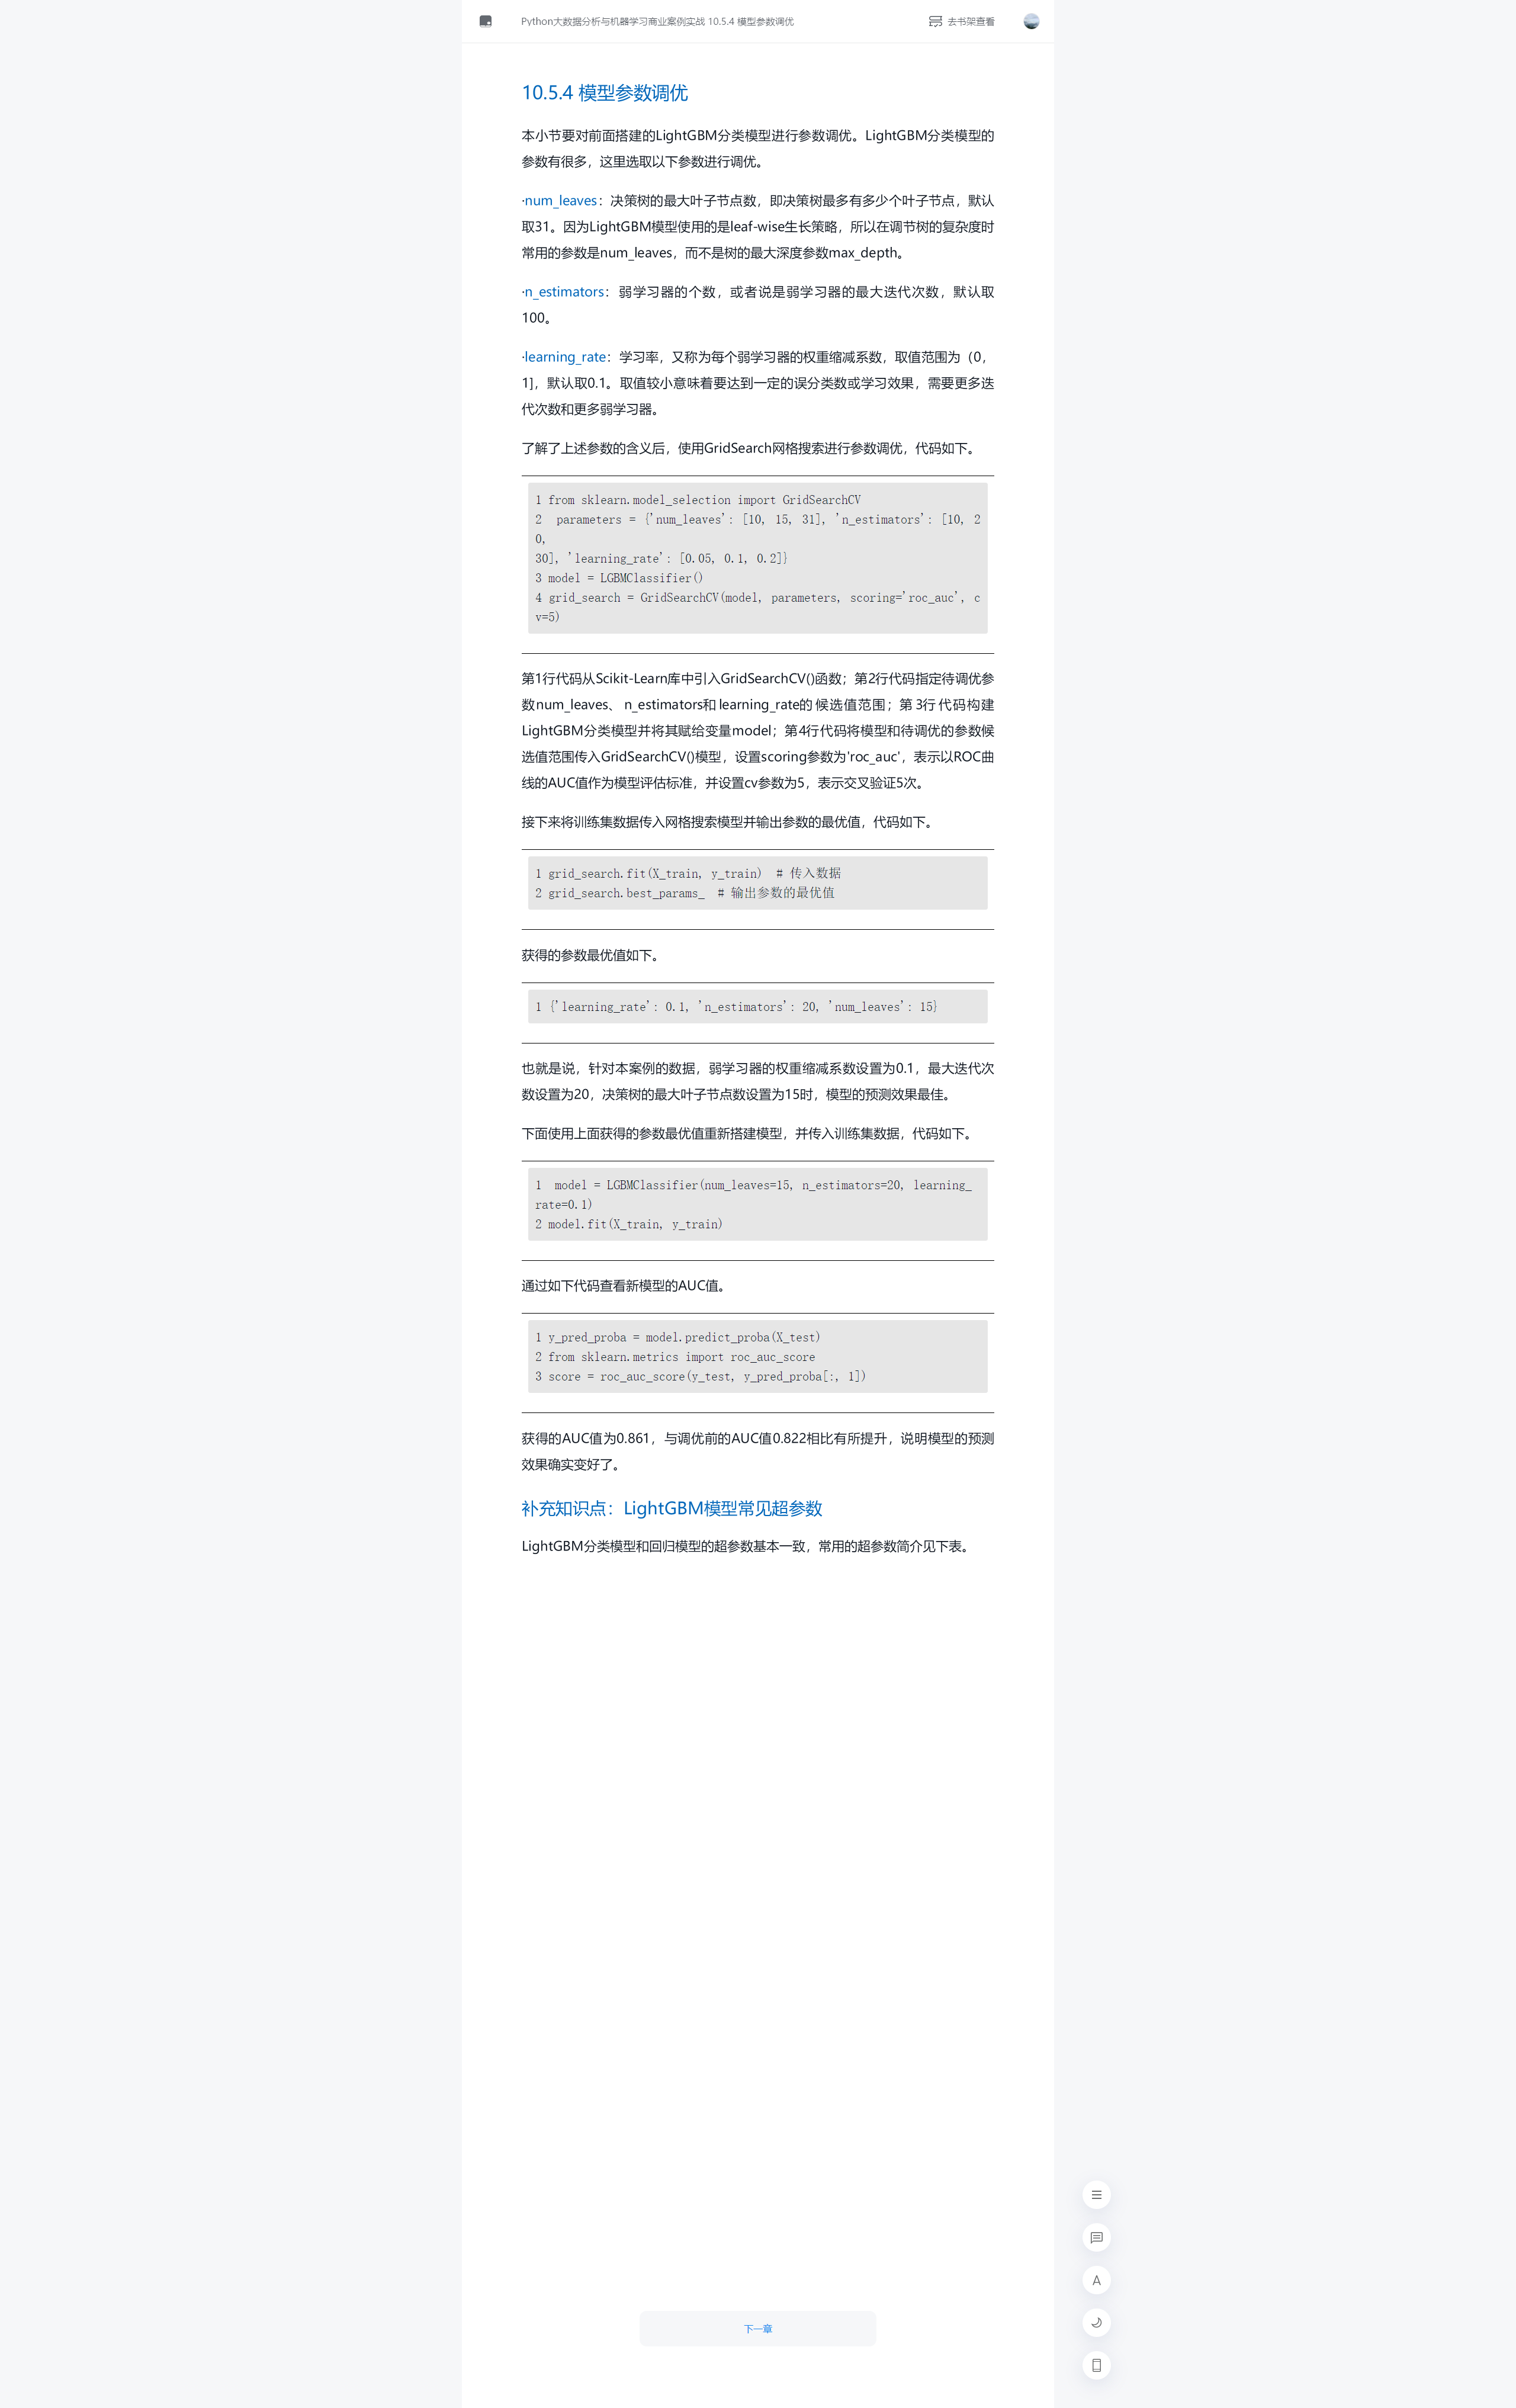 Python大数据分析与机器学习商业案例实战 10.5.4 模型参数调优
去书架查看
10.5.4 模型参数调优
本小节要对前面搭建的LightGBM分类模型进行参数调优。LightGBM分类模型的
参数有很多，这里选取以下参数进行调优。
·num_leaves：决策树的最大叶子节点数，即决策树最多有多少个叶子节点，默认
取31。因为LightGBM模型使用的是leaf-wise生长策略，所以在调节树的复杂度时
常用的参数是num_leaves，而不是树的最大深度参数max_depth。
·n_estimators：弱学习器的个数，或者说是弱学习器的最大迭代次数，默认取
100。
·learning_rate：学习率，又称为每个弱学习器的权重缩减系数，取值范围为（0，
1]，默认取0.1。取值较小意味着要达到一定的误分类数或学习效果，需要更多迭
代次数和更多弱学习器。
了解了上述参数的含义后，使用GridSearch网格搜索进行参数调优，代码如下。
1 from sklearn.model_selection import GridSearchCV
2  parameters = {'num_leaves': [10, 15, 31], 'n_estimators': [10, 2
0,
30], 'learning_rate': [0.05, 0.1, 0.2]}
3 model = LGBMClassifier()
4 grid_search = GridSearchCV(model, parameters, scoring='roc_auc', c
v=5)
第1行代码从Scikit-Learn库中引入GridSearchCV()函数；第2行代码指定待调优参
数num_leaves、n_estimators和learning_rate的候选值范围；第3行代码构建
LightGBM分类模型并将其赋给变量model；第4行代码将模型和待调优的参数候
选值范围传入GridSearchCV()模型，设置scoring参数为'roc_auc'，表示以ROC曲
线的AUC值作为模型评估标准，并设置cv参数为5，表示交叉验证5次。
接下来将训练集数据传入网格搜索模型并输出参数的最优值，代码如下。
1 grid_search.fit(X_train, y_train)  # 传入数据
2 grid_search.best_params_  # 输出参数的最优值
获得的参数最优值如下。
1 {'learning_rate': 0.1, 'n_estimators': 20, 'num_leaves': 15}
也就是说，针对本案例的数据，弱学习器的权重缩减系数设置为0.1，最大迭代次
数设置为20，决策树的最大叶子节点数设置为15时，模型的预测效果最佳。
下面使用上面获得的参数最优值重新搭建模型，并传入训练集数据，代码如下。
1  model = LGBMClassifier(num_leaves=15, n_estimators=20, learning_
rate=0.1)
2 model.fit(X_train, y_train)
通过如下代码查看新模型的AUC值。
1 y_pred_proba = model.predict_proba(X_test)
2 from sklearn.metrics import roc_auc_score
3 score = roc_auc_score(y_test, y_pred_proba[:, 1])
获得的AUC值为0.861，与调优前的AUC值0.822相比有所提升，说明模型的预测
效果确实变好了。
补充知识点：LightGBM模型常见超参数
LightGBM分类模型和回归模型的超参数基本一致，常用的超参数简介见下表。
A
下一章